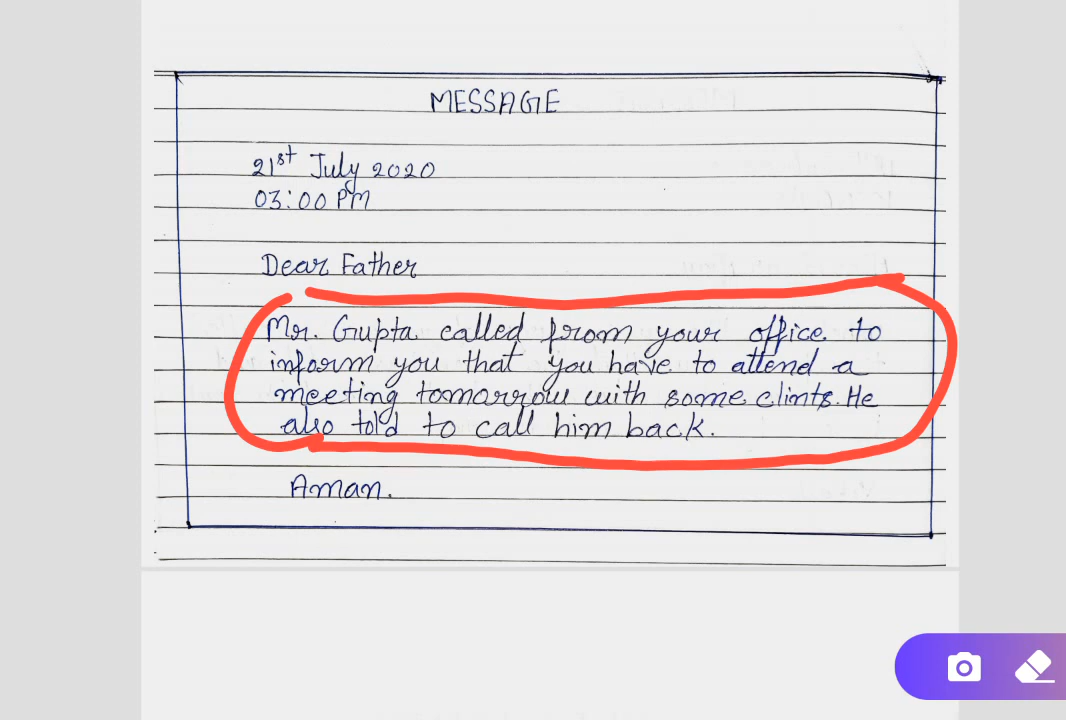 MESSAGE
21st July 2020
03:00 PM
Dear Father
Mr. Gupta called from your office to
inform you that you have to attend a
meeting tomorrow with some clints. He
also told to call him back.
Aman.